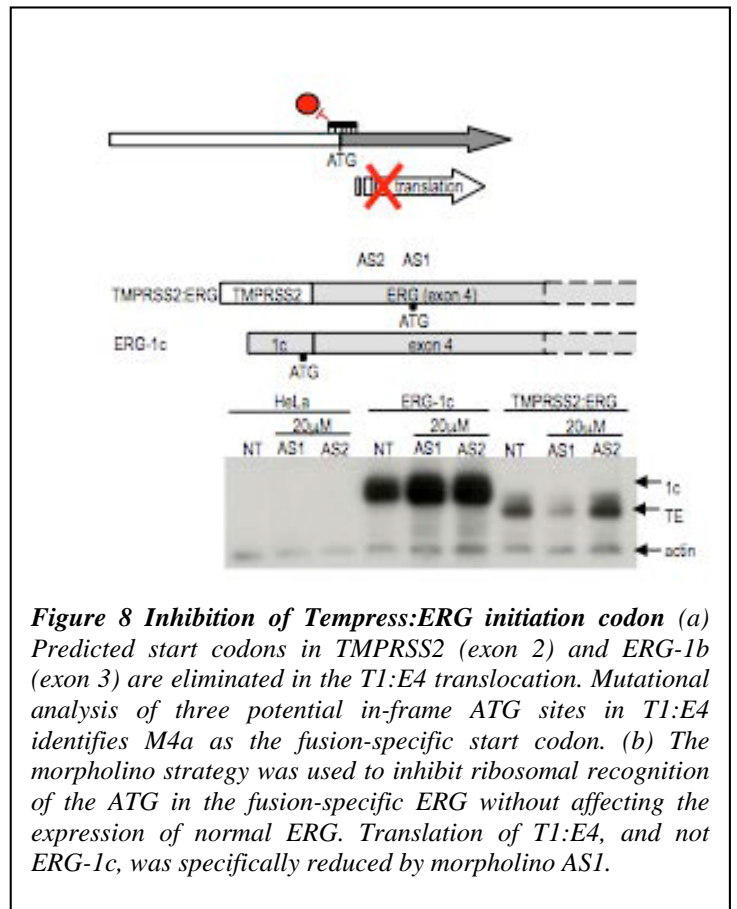 ATG
translation
AS2 AS1
TMPRSS2:ERG TMPRSS2 ERG (exon 4)
ATG
ERG-1c 1c exon 4
ATG
HeLa ERG-1c TMPRSS2:ERG
20µM 20µM 20µM
NT AS1 AS2 NT AS1 AS2 NT AS1 AS2
1c
TE
actin
Figure 8 Inhibition of Tempress:ERG initiation codon (a)
Predicted start codons in TMPRSS2 (exon 2) and ERG-1b
(exon 3) are eliminated in the T1:E4 translocation. Mutational
analysis of three potential in-frame ATG sites in T1:E4
identifies M4a as the fusion-specific start codon. (b) The
morpholino strategy was used to inhibit ribosomal recognition
of the ATG in the fusion-specific ERG without affecting the
expression of normal ERG. Translation of T1:E4, and not
ERG-1c, was specifically reduced by morpholino AS1.